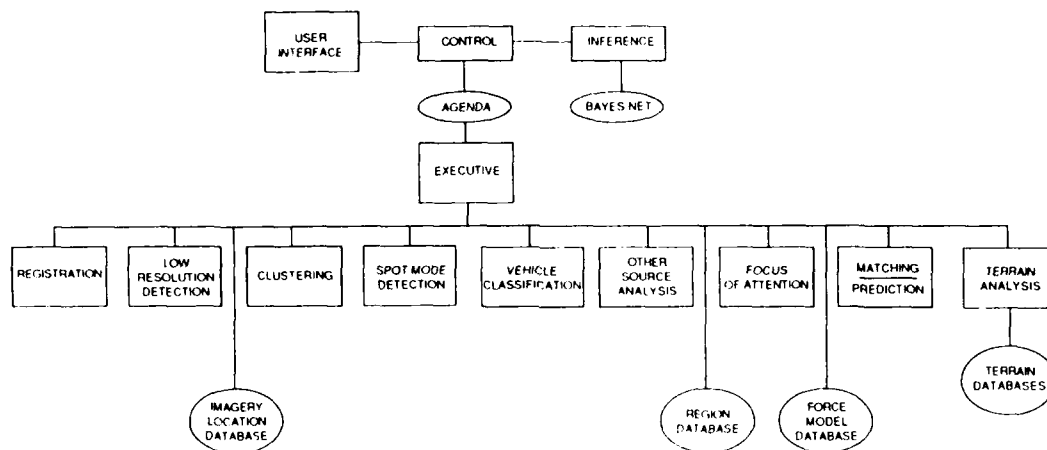 USER
INTERFACE
CONTROL
INFERENCE
AGENDA
BAYES NET
EXECUTIVE
REGISTRATION
LOW
RESOLUTION
DETECTION
CLUSTERING
SPOT MODE
DETECTION
VEHICLE
CLASSIFICATION
OTHER
SOURCE
ANALYSIS
FOCUS
OF ATTENTION
MATCHING
PREDICTION
TERRAIN
ANALYSIS
IMAGERY
LOCATION
DATABASE
REGION
DATABASE
FORCE
MODEL
DATABASE
TERRAIN
DATABASES